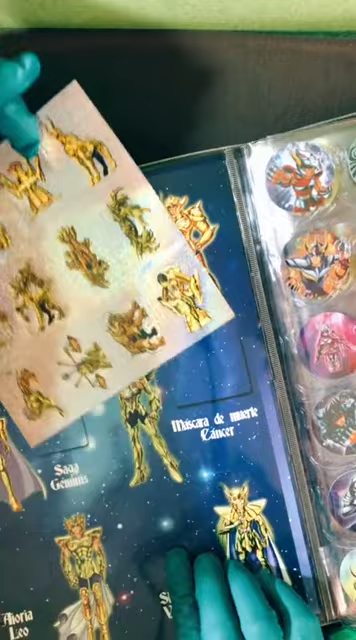 Máscara de muerte
Cáncer
Saga
Géminis
Aioria
Leo